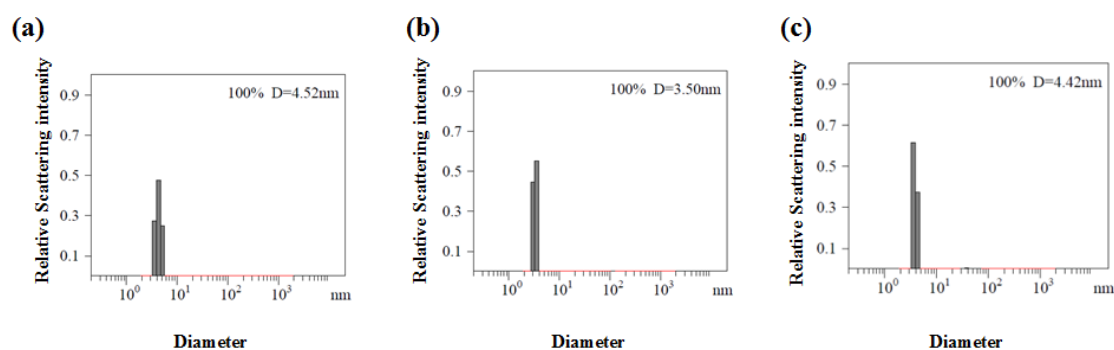 (a)
Relative Scattering intensity
0.9
0.7
0.5
0.3
0.1
100% D=4.52nm
10⁰
10¹
10²
10³
nm
Diameter
(b)
Relative Scattering intensity
0.9
0.7
0.5
0.3
0.1
100% D=3.50nm
10⁰
10¹
10²
10³
nm
Diameter
(c)
Relative Scattering intensity
0.9
0.7
0.5
0.3
0.1
100% D=4.42nm
10⁰
10¹
10²
10³
nm
Diameter